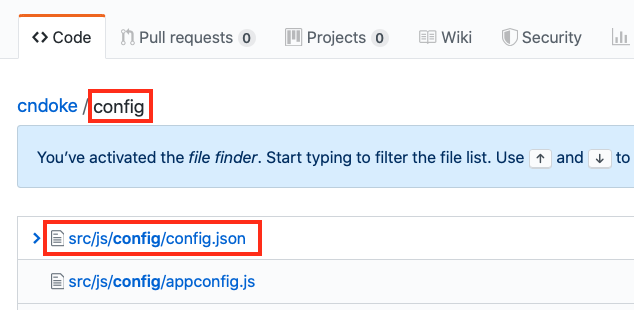 Code Pull requests 0 Projects 0 Wiki Security
cndoke / config
You’ve activated the file finder. Start typing to filter the file list. Use ↑ and ↓ to
src/js/config/config.json
src/js/config/appconfig.js